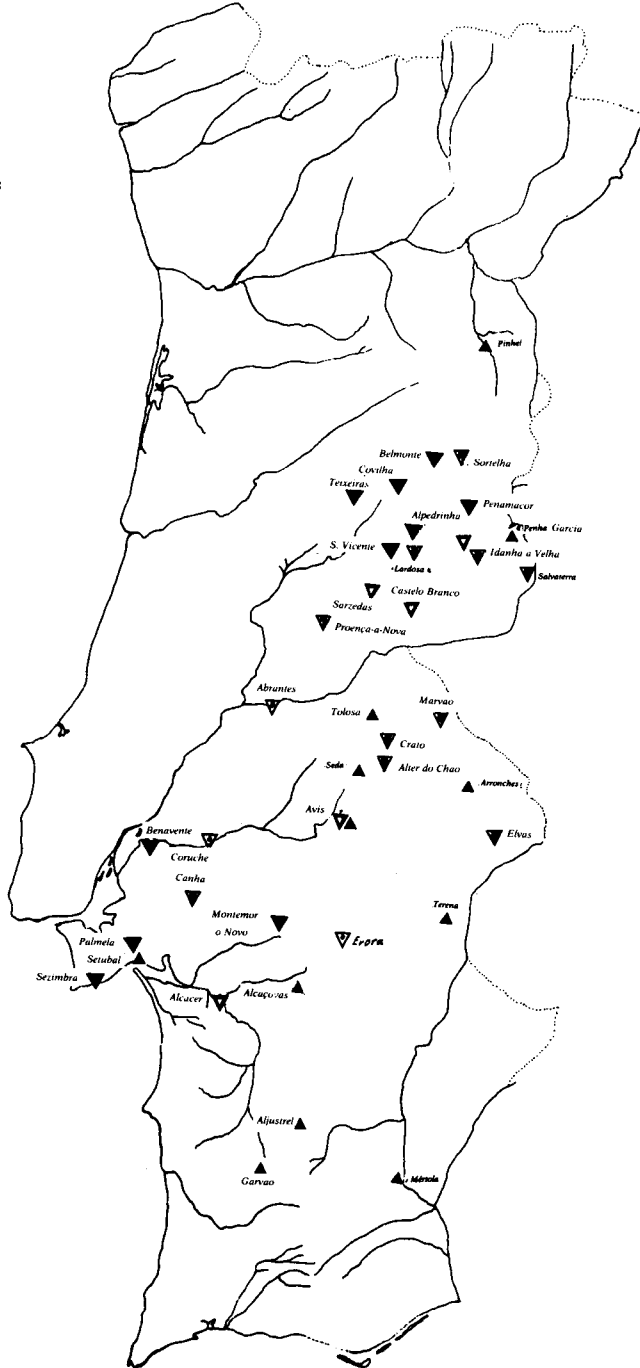 Pinhel
Belmonte
Sortelha
Covilha
Teixeiras
Penamacor
Alpedrinha
Penha Garcia
S. Vicente
Idanha a Velha
Lardosa
Salvaterra
Castelo Branco
Sarzedas
Proença-a-Nova
Abrantes
Tolosa
Marvao
Crato
Seda
Alter do Chao
Arronches
Avis
Benavente
Elvas
Coruche
Canha
Terena
Montemor
o Novo
Evora
Palmela
Setubal
Sezimbra
Alcacer
Alcaçovas
Aljustrel
Garvao
Mértola